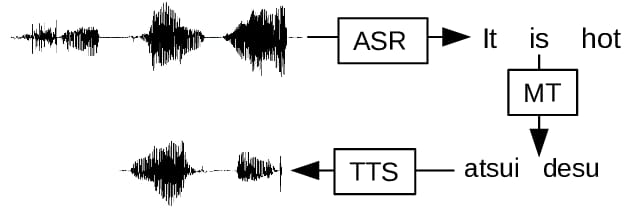 ASR It is hot
MT
TTS atsui desu